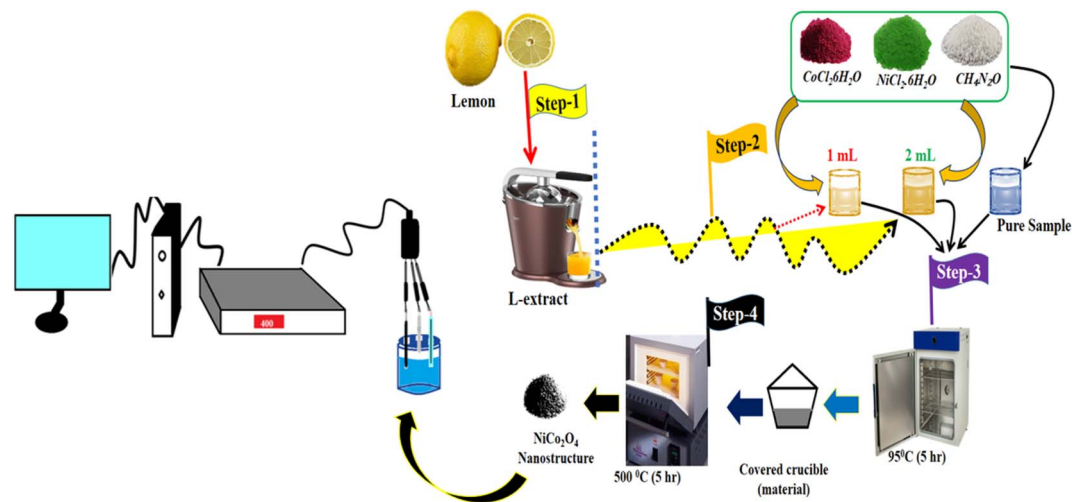 Lemon
Step-1
L-extract
Step-2
CoCl₂.6H₂O
NiCl₂.6H₂O
CH₄N₂O
1 mL
2 mL
Pure Sample
Step-3
95⁰C (5 hr)
Covered crucible
(material)
Step-4
500 ⁰C (5 hr)
NiCo₂O₄
Nanostructure
400